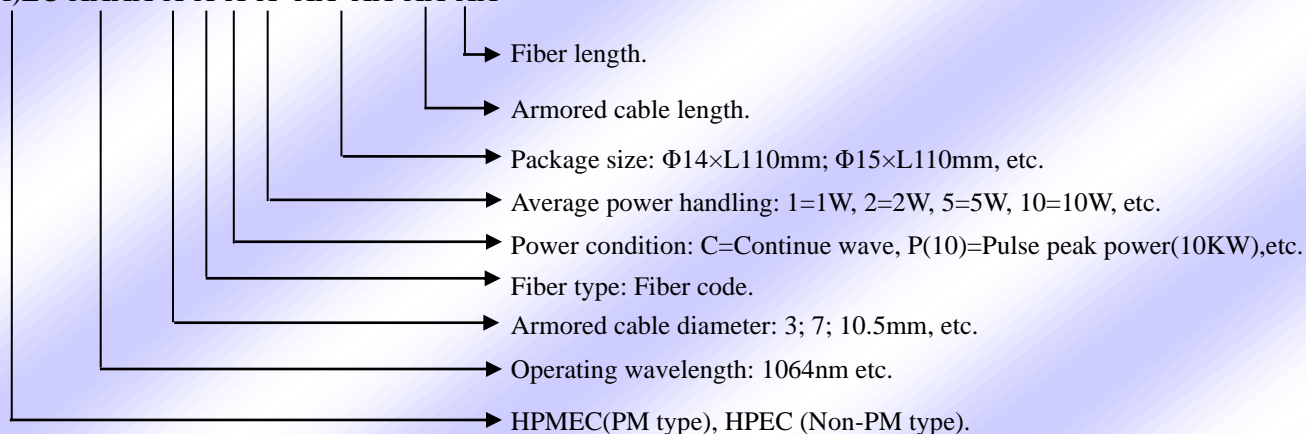 Fiber length.
Armored cable length.
Package size: Φ14×L110mm; Φ15×L110mm, etc.
Average power handling: 1=1W, 2=2W, 5=5W, 10=10W, etc.
Power condition: C=Continue wave, P(10)=Pulse peak power(10KW),etc.
Fiber type: Fiber code.
Armored cable diameter: 3; 7; 10.5mm, etc.
Operating wavelength: 1064nm etc.
HPMEC(PM type), HPEC (Non-PM type).